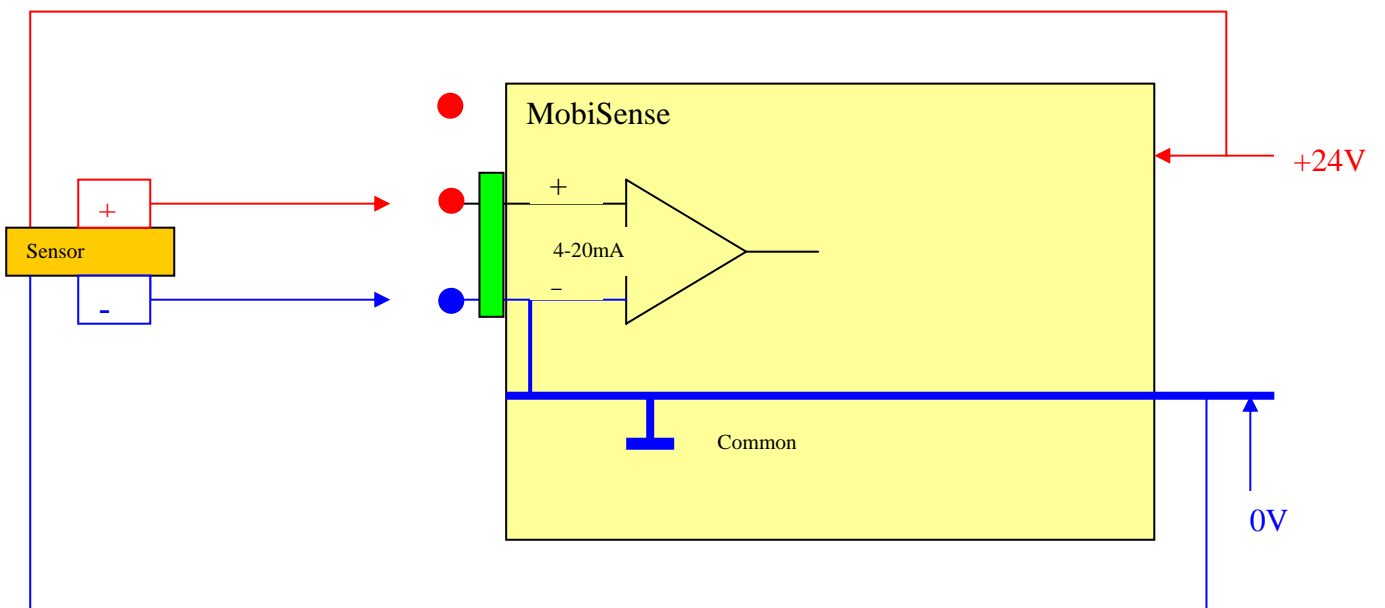 MobiSense
+24V
+
+
Sensor
4-20mA
-
−
Common
0V